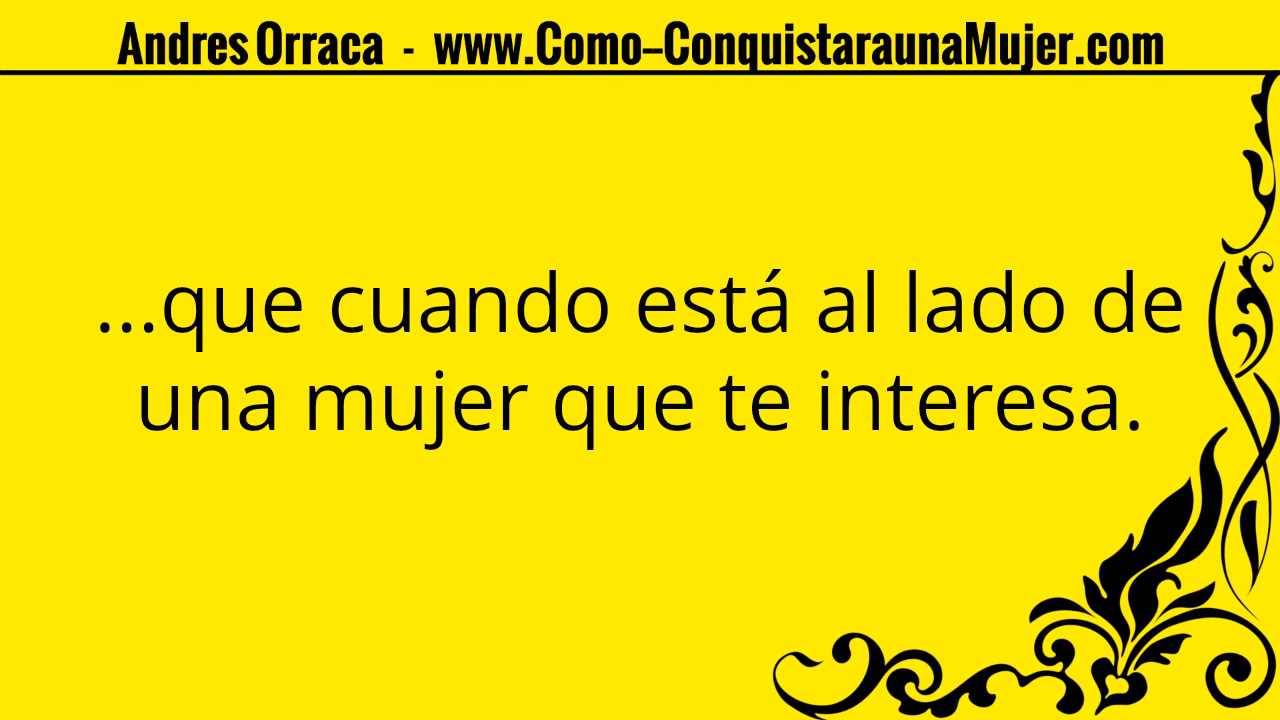 Andres Orraca - www.Como--ConquistaraunaMujer.com
...que cuando está al lado de
una mujer que te interesa.